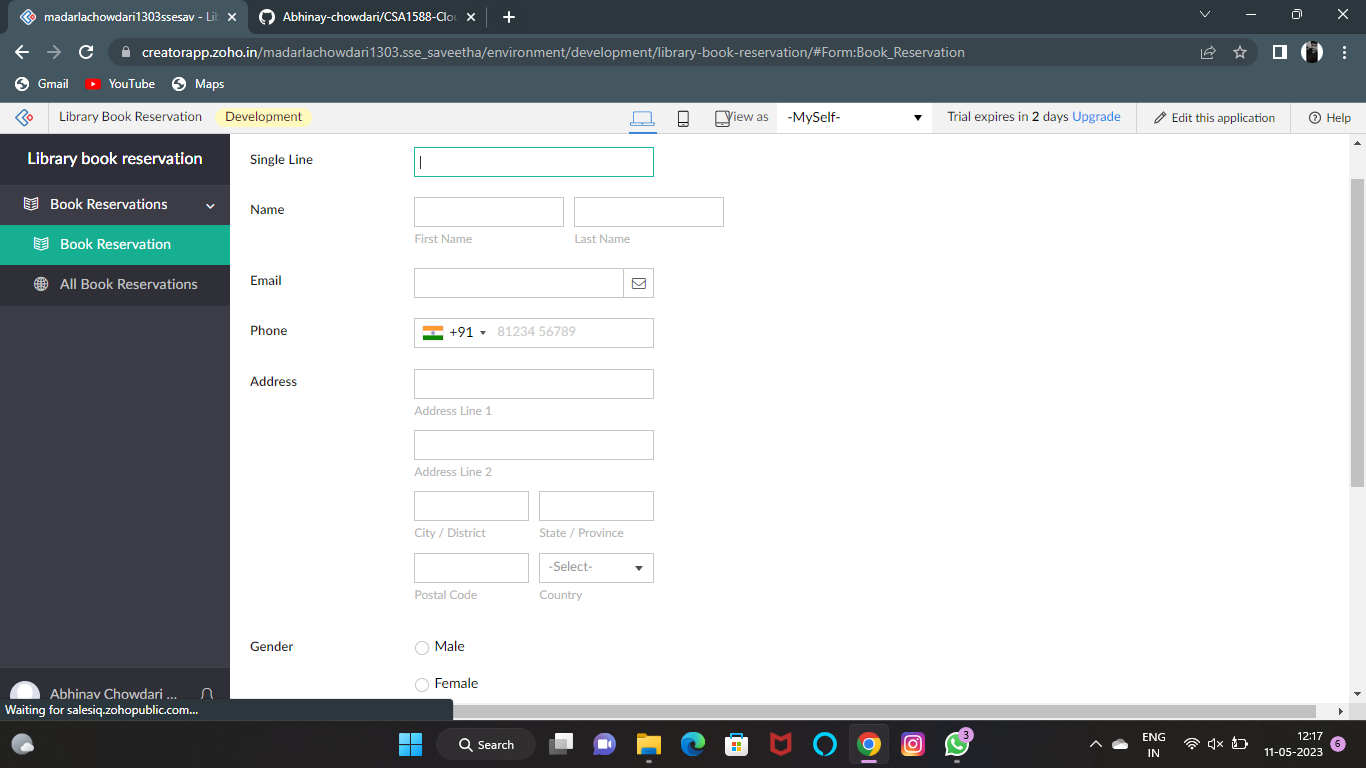 madarlachowdari1303ssesav - Lib
Abhinay-chowdari/CSA1588-Clou
creatorapp.zoho.in/madarlachowdari1303.sse_saveetha/environment/development/library-book-reservation/#Form:Book_Reservation
Gmail YouTube Maps
Library Book Reservation Development View as -MySelf- Trial expires in 2 days Upgrade Edit this application Help
Library book reservation
Book Reservations
Book Reservation
All Book Reservations
Single Line
Name
First Name Last Name
Email
Phone +91 81234 56789
Address
Address Line 1
Address Line 2
City / District State / Province
-Select-
Postal Code Country
Gender Male
Female
Abhinay Chowdari ...
Waiting for salesiq.zohopublic.com...
Search
3
ENG
IN
12:17
11-05-2023
6